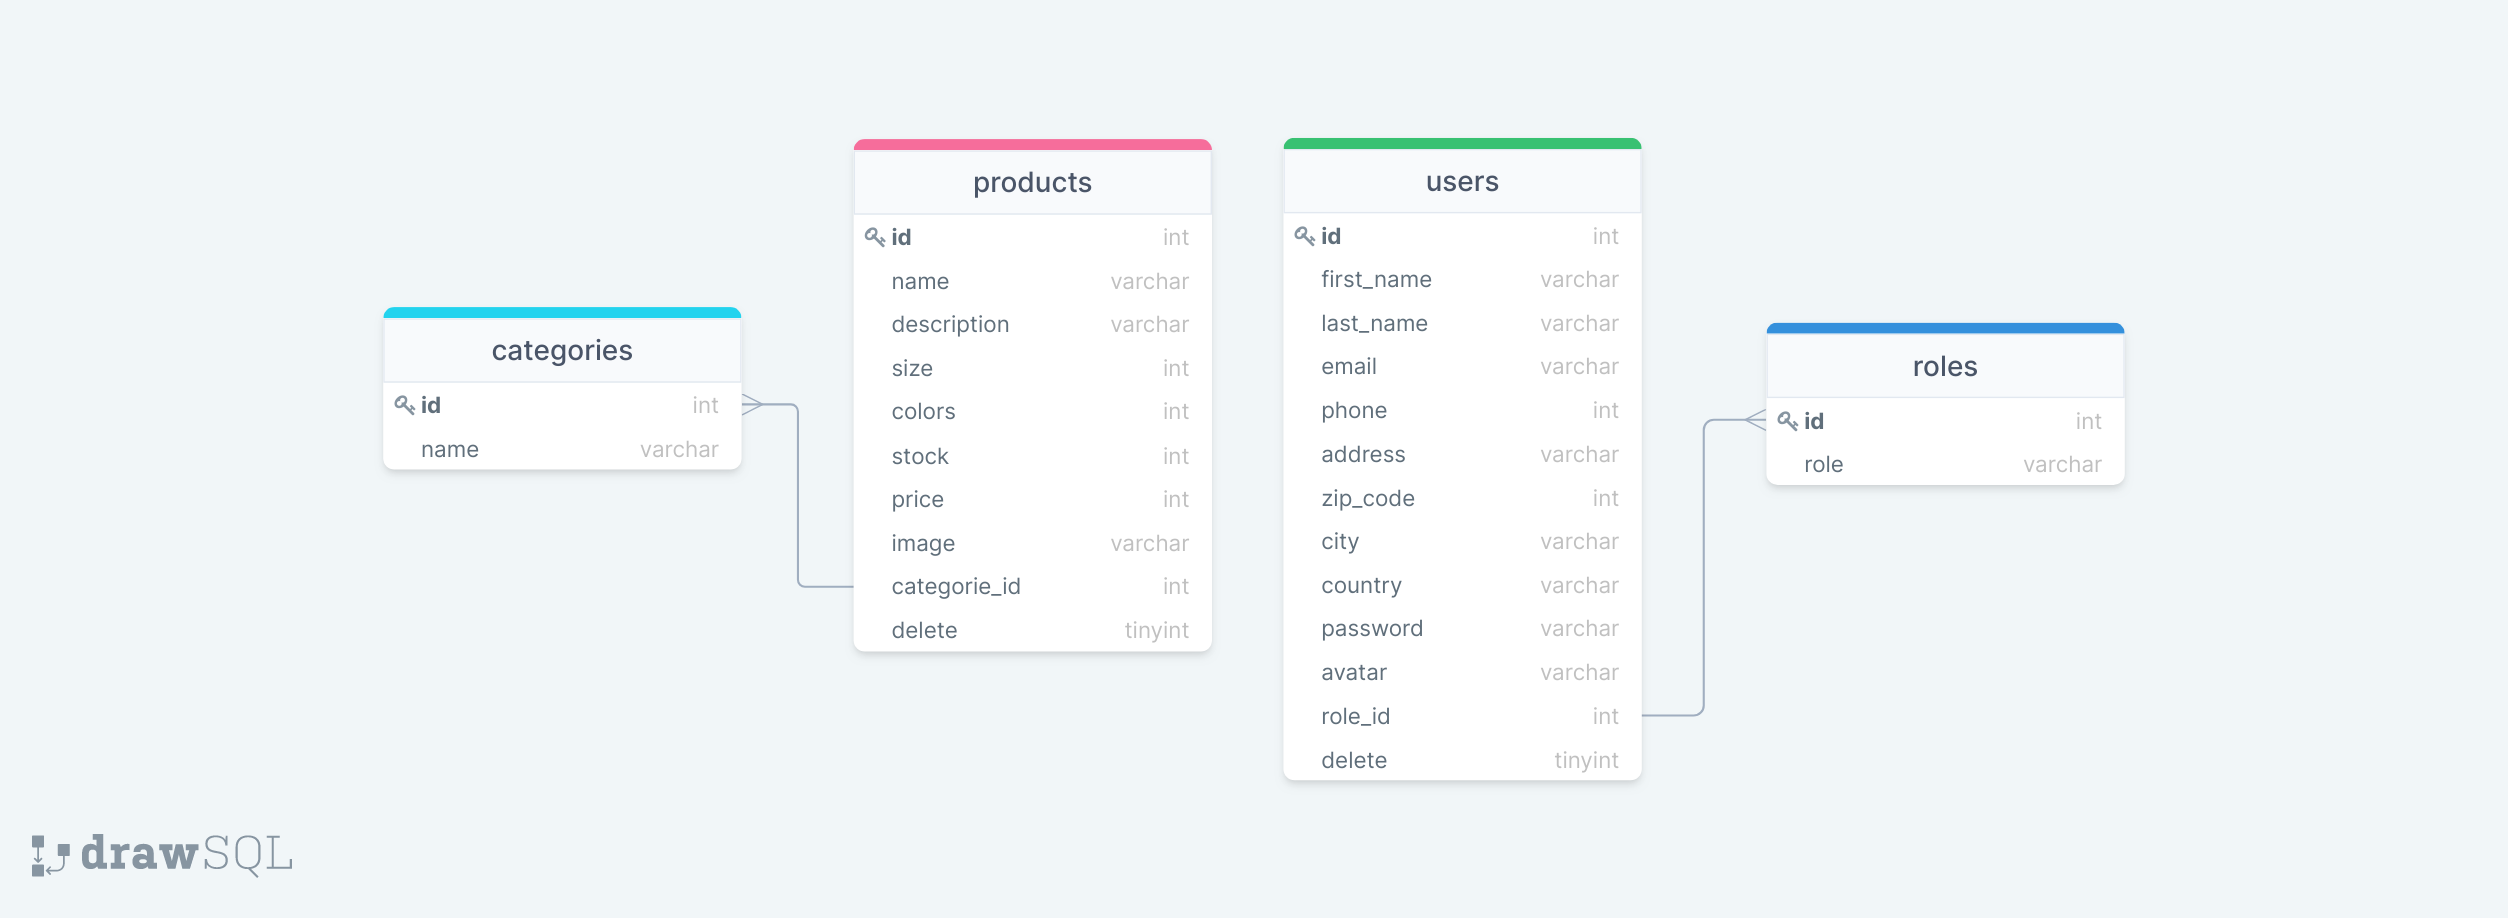 categories
id int
name varchar
products
id int
name varchar
description varchar
size int
colors int
stock int
price int
image varchar
categorie_id int
delete tinyint
users
id int
first_name varchar
last_name varchar
email varchar
phone int
address varchar
zip_code int
city varchar
country varchar
password varchar
avatar varchar
role_id int
delete tinyint
roles
id int
role varchar
drawSQL